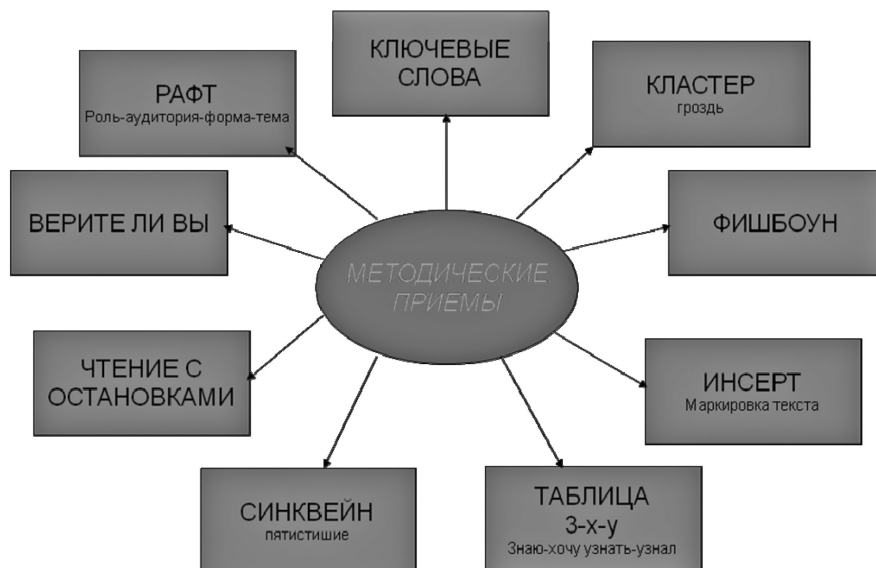 КЛЮЧЕВЫЕ
СЛОВА
РАФТ
Роль-аудитория-форма-тема
КЛАСТЕР
гроздь
ВЕРИТЕ ЛИ ВЫ
ФИШБОУН
МЕТОДИЧЕСКИЕ
ПРИЕМЫ
ЧТЕНИЕ С
ОСТАНОВКАМИ
ИНСЕРТ
Маркировка текста
СИНКВЕЙН
пятистишие
ТАБЛИЦА
З-х-у
Знаю-хочу узнать-узнал